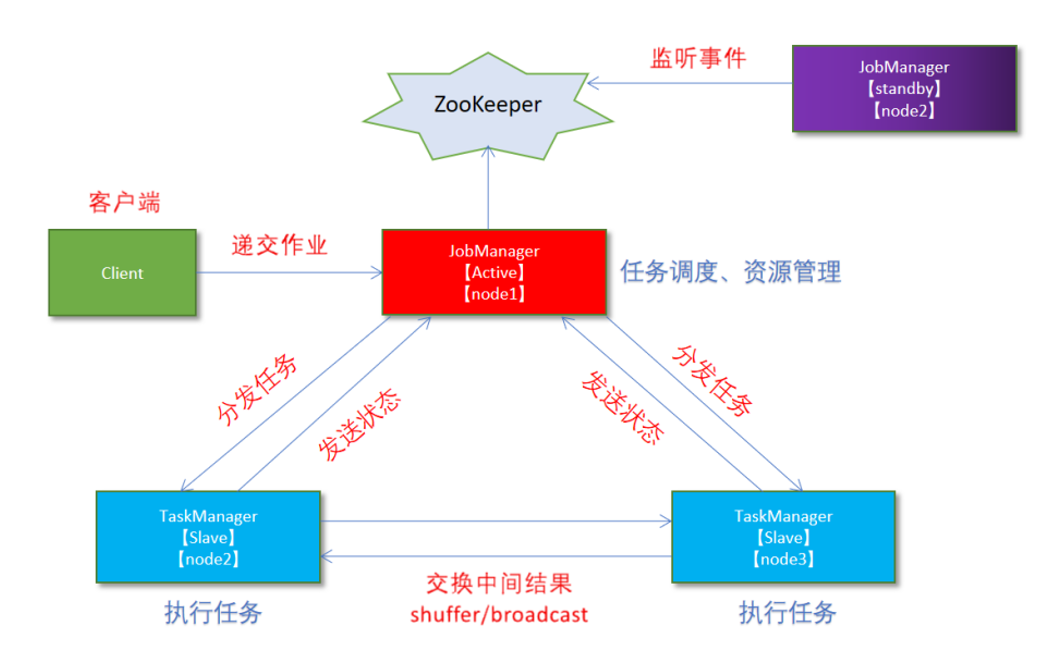 监听事件
JobManager
【standby】
【node2】
ZooKeeper
客户端
Client
递交作业
JobManager
【Active】
【node1】
任务调度、资源管理
分发任务
发送状态
发送状态
分发任务
TaskManager
【Slave】
【node2】
TaskManager
【Slave】
【node3】
交换中间结果
shuffer/broadcast
执行任务
执行任务